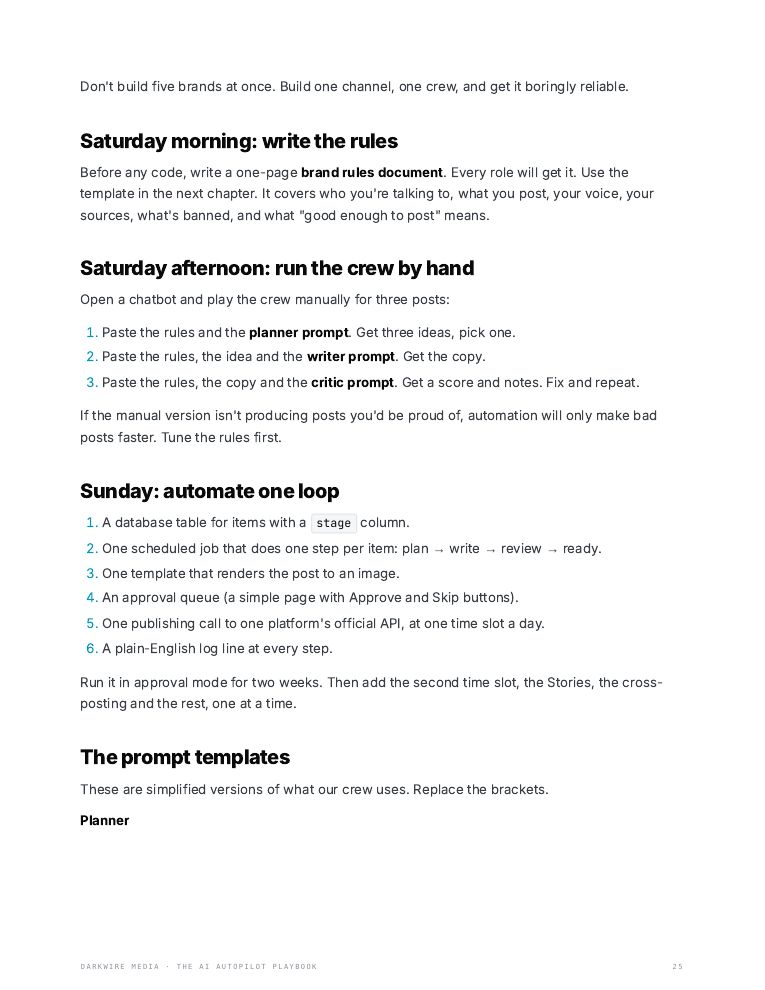 Don't build five brands at once. Build one channel, one crew, and get it boringly reliable.
Saturday morning: write the rules
Before any code, write a one-page brand rules document. Every role will get it. Use the
template in the next chapter. It covers who you're talking to, what you post, your voice, your
sources, what's banned, and what "good enough to post" means.
Saturday afternoon: run the crew by hand
Open a chatbot and play the crew manually for three posts:
1. Paste the rules and the planner prompt. Get three ideas, pick one.
2. Paste the rules, the idea and the writer prompt. Get the copy.
3. Paste the rules, the copy and the critic prompt. Get a score and notes. Fix and repeat.
If the manual version isn't producing posts you'd be proud of, automation will only make bad
posts faster. Tune the rules first.
Sunday: automate one loop
1. A database table for items with a stage column.
2. One scheduled job that does one step per item: plan → write → review → ready.
3. One template that renders the post to an image.
4. An approval queue (a simple page with Approve and Skip buttons).
5. One publishing call to one platform's official API, at one time slot a day.
6. A plain-English log line at every step.
Run it in approval mode for two weeks. Then add the second time slot, the Stories, the cross-
posting and the rest, one at a time.
The prompt templates
These are simplified versions of what our crew uses. Replace the brackets.
Planner
DARKWIRE MEDIA · THE AI AUTOPILOT PLAYBOOK 25